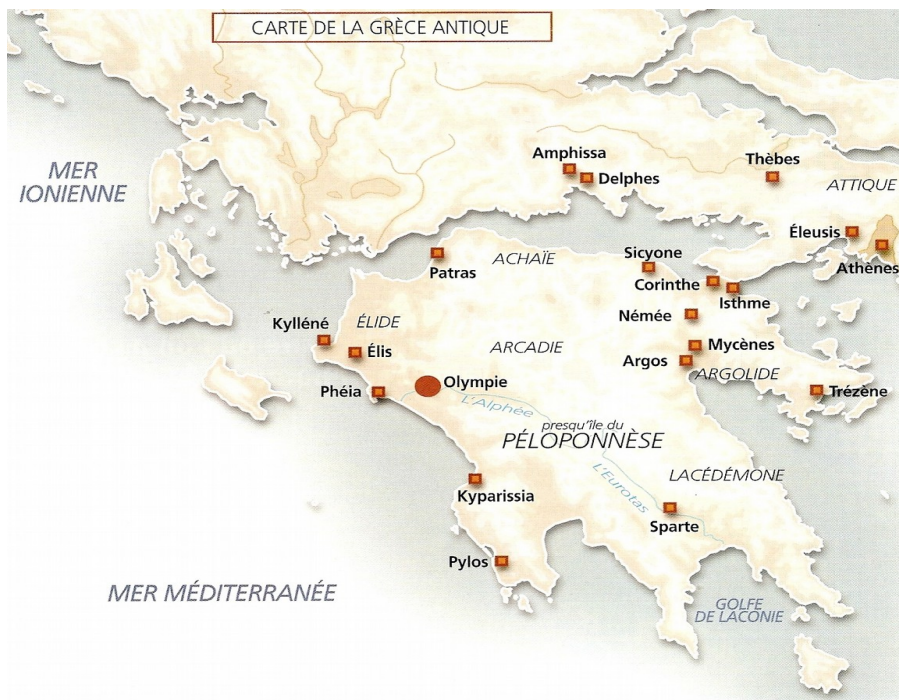 CARTE DE LA GRÈCE ANTIQUE
MER
IONIENNE
Amphissa
Delphes
Thèbes
ATTIQUE
Éleusis
Athènes
Patras
ACHAÏE
Sicyone
Corinthe
Isthme
Némée
Kylléné
ÉLIDE
Élis
ARCADIE
Mycènes
Argos
ARGOLIDE
Phéia
Olympie
Trézène
L'Alphée
presqu'île du
PÉLOPONNÈSE
L'Eurotas
LACÉDÉMONE
Kyparissia
Sparte
Pylos
MER MÉDITERRANÉE
GOLFE
DE LACONIE